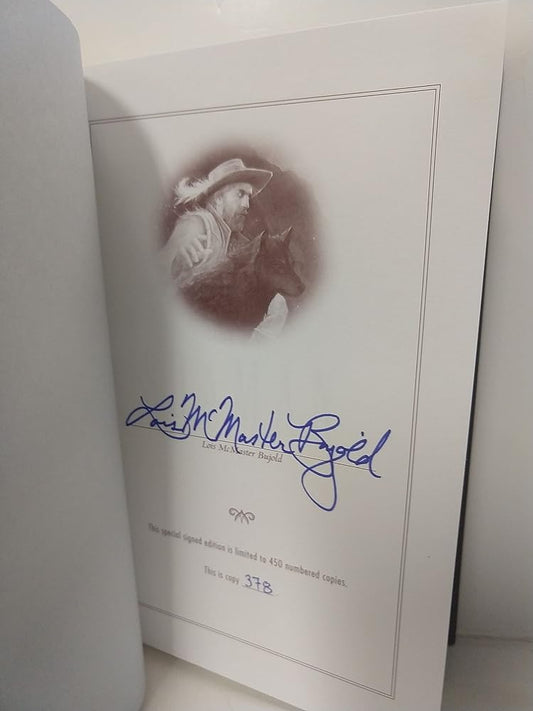 Lois McMaster Bujold
Lois McMaster Bujold
This special signed edition is limited to 450 numbered copies.
This is copy 378